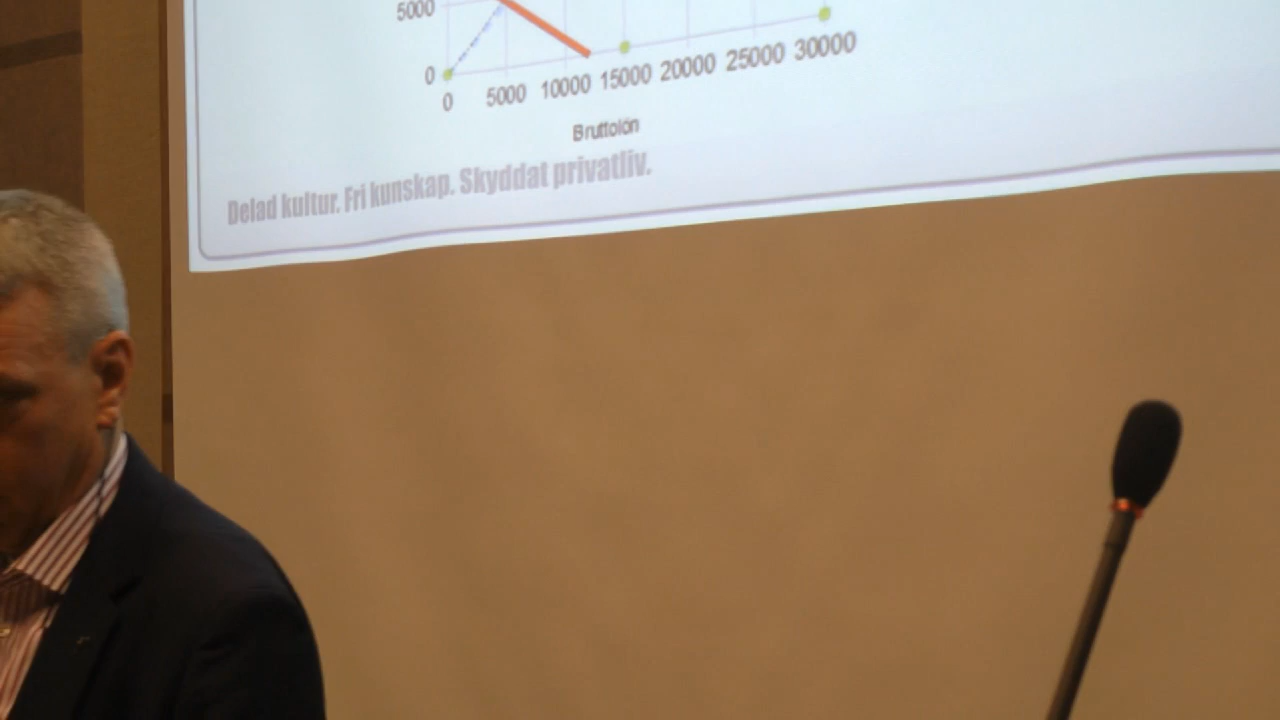 5000
0
0 5000 10000 15000 20000 25000 30000
Bruttolön
Delad kultur. Fri kunskap. Skyddat privatliv.